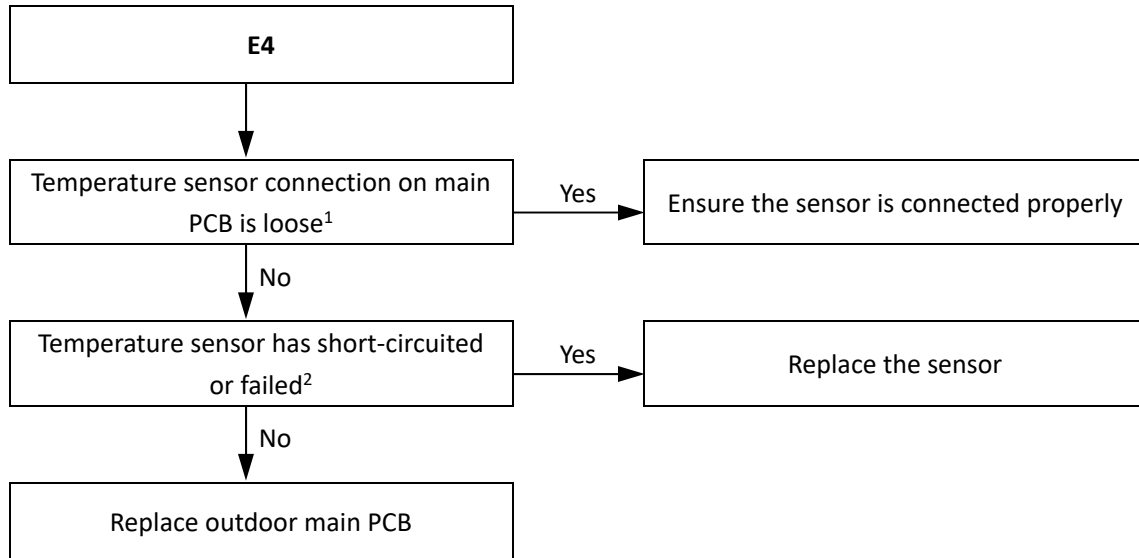 E4
Temperature sensor connection on main
PCB is loose¹
Yes
Ensure the sensor is connected properly
No
Temperature sensor has short-circuited
or failed²
Yes
Replace the sensor
No
Replace outdoor main PCB